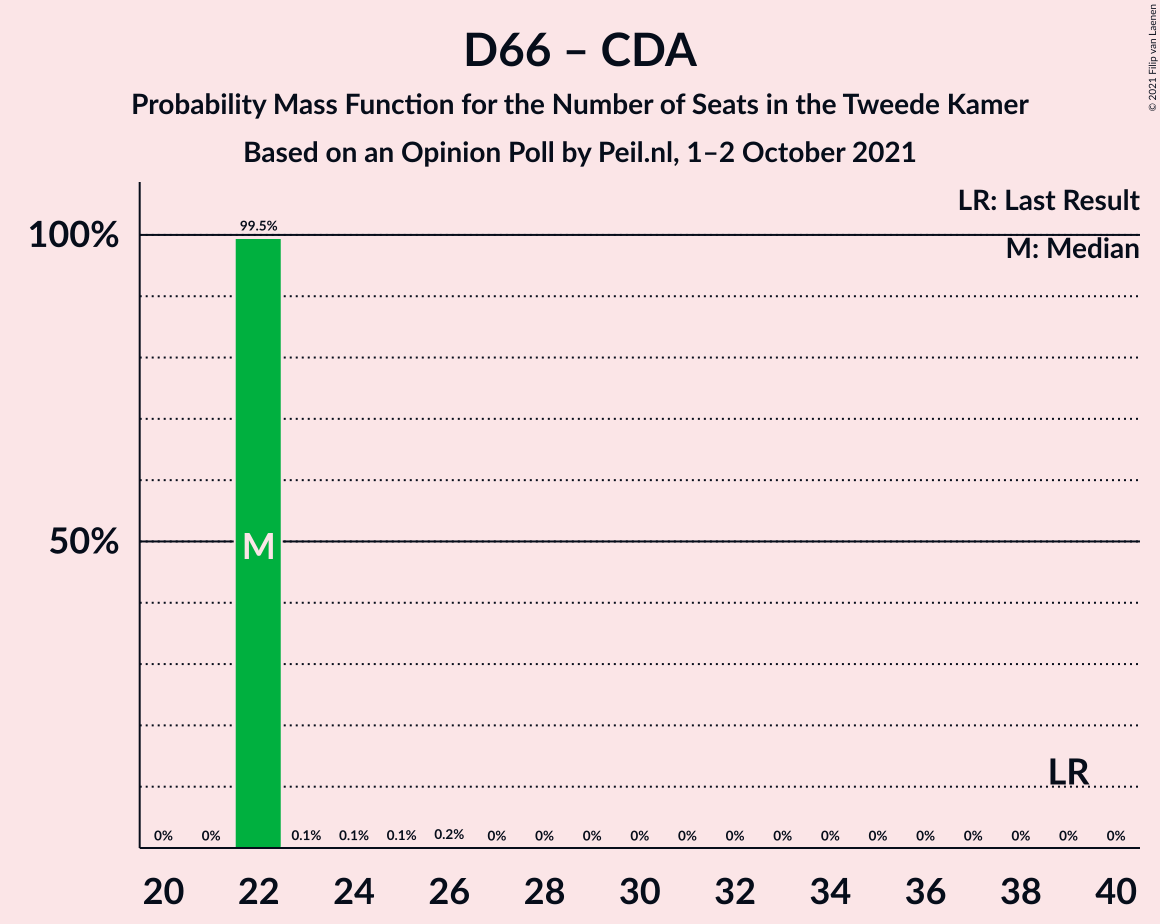 D66 – CDA
Probability Mass Function for the Number of Seats in the Tweede Kamer
Based on an Opinion Poll by Peil.nl, 1–2 October 2021
© 2021 Filip van Laenen
LR: Last Result
M: Median
100%
50%
99.5%
M
LR
0% 0% 0.1% 0.1% 0.1% 0.2% 0% 0% 0% 0% 0% 0% 0% 0% 0% 0% 0% 0% 0% 0%
20 22 24 26 28 30 32 34 36 38 40